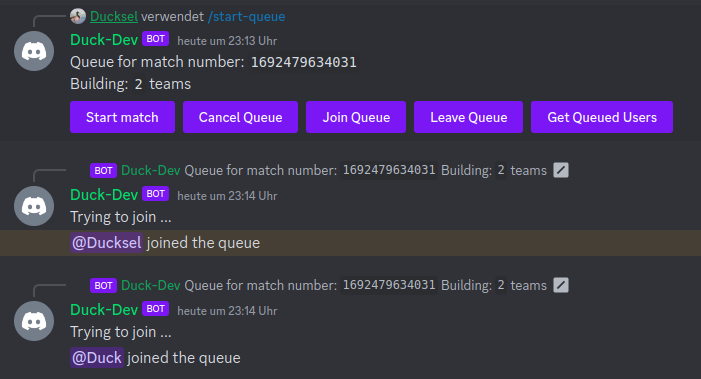 Ducksel verwendet /start-queue
Duck-Dev BOT heute um 23:13 Uhr
Queue for match number: 1692479634031
Building: 2 teams
Start match Cancel Queue Join Queue Leave Queue Get Queued Users
BOT Duck-Dev Queue for match number: 1692479634031 Building: 2 teams
Duck-Dev BOT heute um 23:14 Uhr
Trying to join ...
@Ducksel joined the queue
BOT Duck-Dev Queue for match number: 1692479634031 Building: 2 teams
Duck-Dev BOT heute um 23:14 Uhr
Trying to join ...
@Duck joined the queue